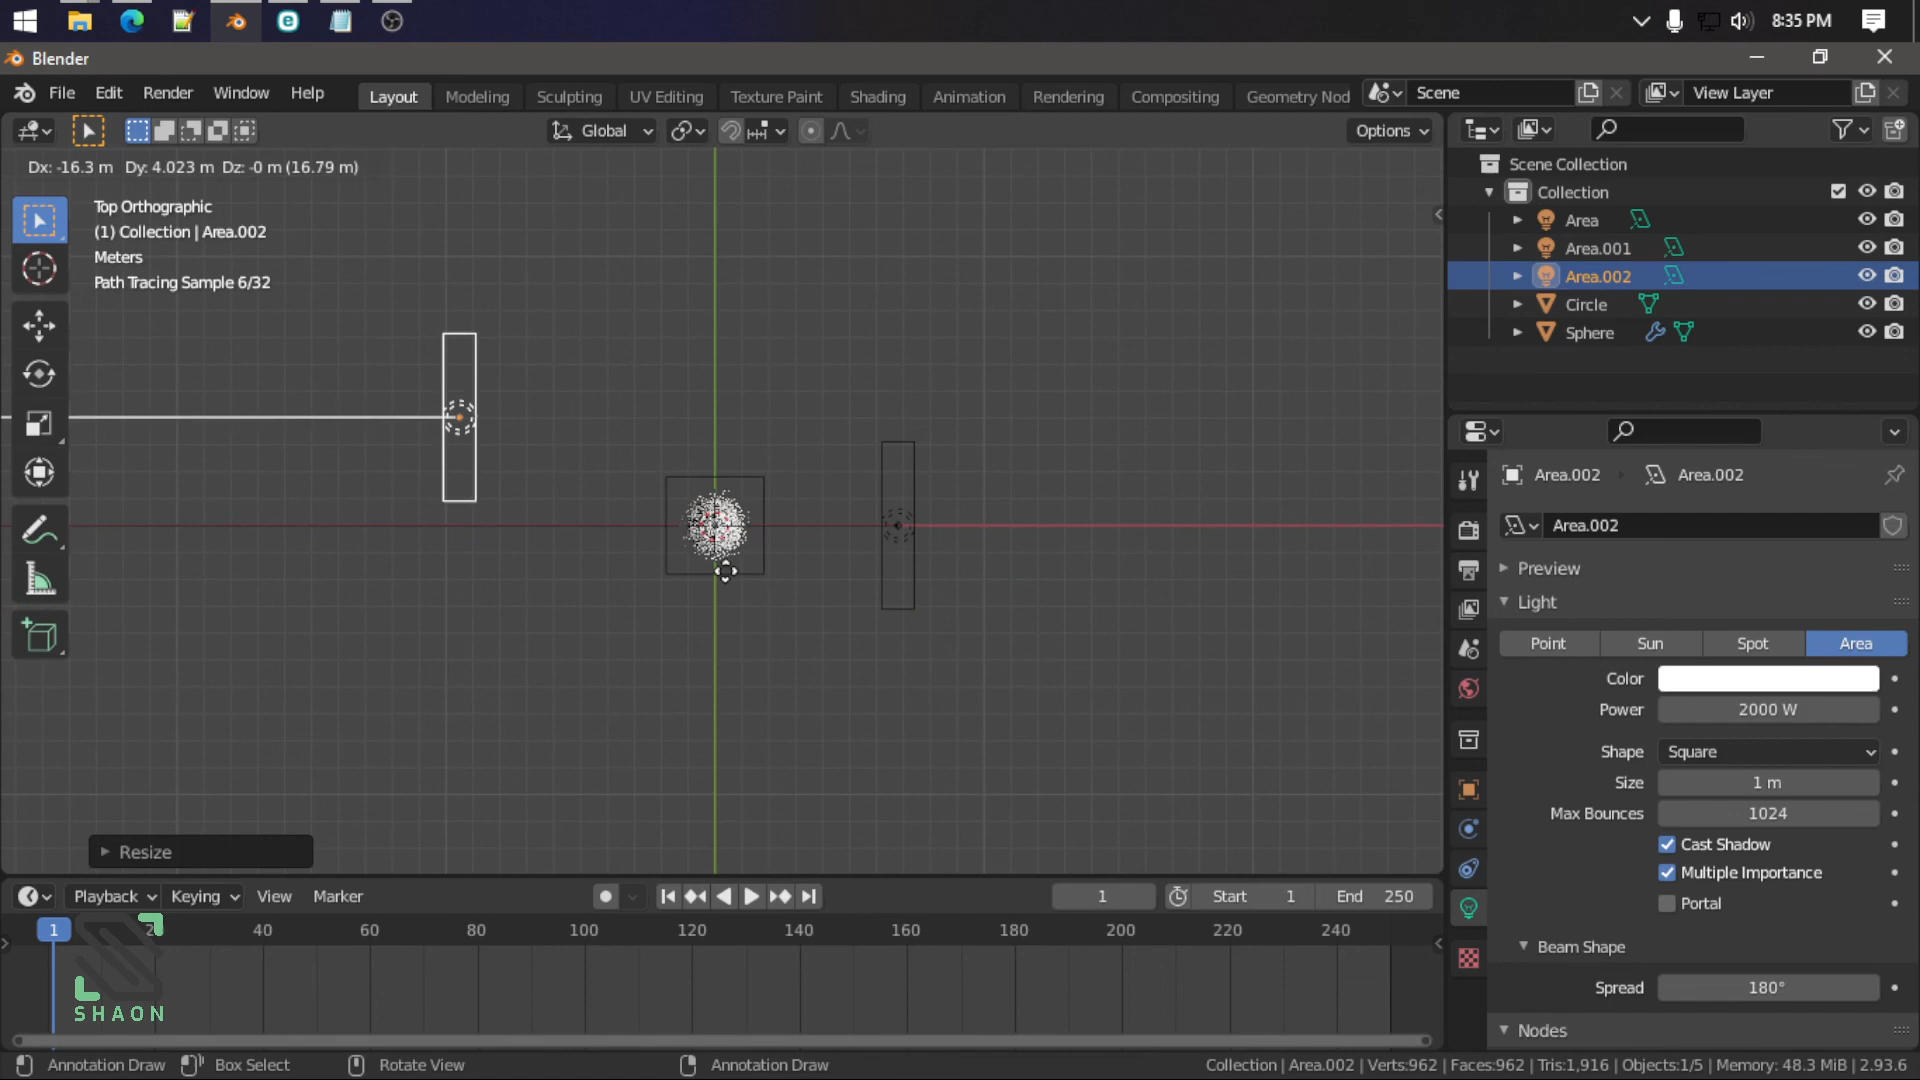 8:35 PM
Blender
File Edit Render Window Help
Layout Modeling Sculpting UV Editing Texture Paint Shading Animation Rendering Compositing Geometry Nod
Scene
View Layer
Global
Options
Dx: -16.3 m Dy: 4.023 m Dz: -0 m (16.79 m)
Top Orthographic
(1) Collection | Area.002
Meters
Path Tracing Sample 6/32
Scene Collection
Collection
Area
Area.001
Area.002
Circle
Sphere
Area.002 Area.002
Area.002
Preview
Light
Point Sun Spot Area
Color
Power 2000 W
Shape Square
Size 1 m
Max Bounces 1024
Cast Shadow
Multiple Importance
Portal
Beam Shape
Spread 180°
Nodes
Resize
Playback Keying View Marker
1 Start 1 End 250
1 20 40 60 80 100 120 140 160 180 200 220 240
SHAON
Annotation Draw Box Select Rotate View Annotation Draw
Collection | Area.002 | Verts:962 | Faces:962 | Tris:1,916 | Objects:1/5 | Memory: 48.3 MiB | 2.93.6